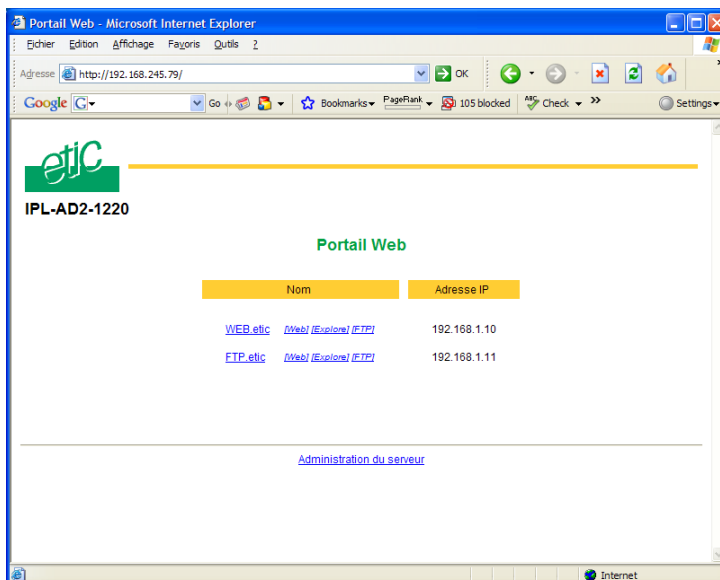 Portail Web - Microsoft Internet Explorer
Fichier Edition Affichage Favoris Outils ?
Adresse http://192.168.245.79/ OK
Google G Go Bookmarks PageRank 105 blocked ABC Check Settings
etic
IPL-AD2-1220
Portail Web
Nom Adresse IP
WEB.etic [Web] [Explore] [FTP] 192.168.1.10
FTP.etic [Web] [Explore] [FTP] 192.168.1.11
Administration du serveur
Internet